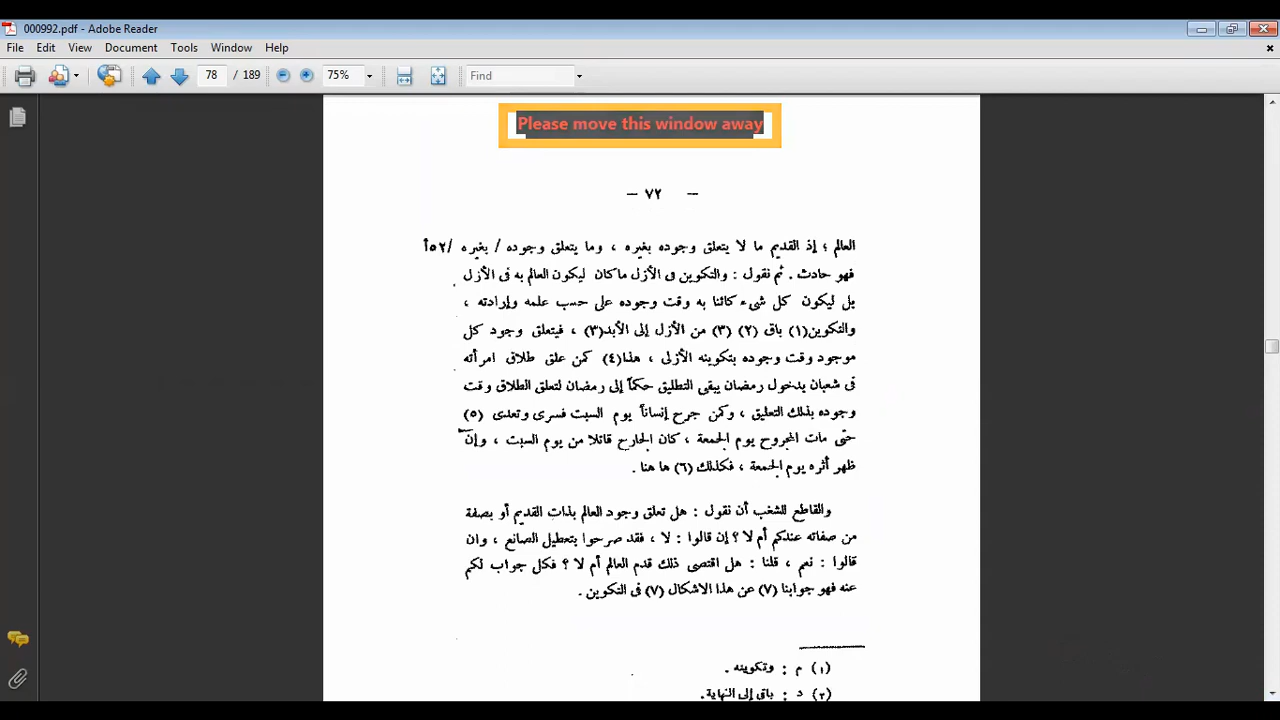 000992.pdf - Adobe Reader
File Edit View Document Tools Window Help
78 / 189 75% Find
Please move this window away
— ٧٢ —
العالم ؛ إذ القديم ما لا يتعلق وجوده بغيره ، وما يتعلق وجوده / بغيره /٥٢أ
فهو حادث . ثم نقول : والتكوين فى الأزل ماكان ليكون العالم به فى الأزل
بل ليكون كل شىء كائنا به وقت وجوده على حسب علمه وإرادته ،
والتكوين(١) باق (٢) (٣) من الأزل إلى الأبد(٣) ، فيتعلق وجود كل
موجود وقت وجوده بتكوينه الأزلى ، هذا(٤) كمن علق طلاق امرأته
فى شعبان بدخول رمضان يبقى التطليق حكماً إلى رمضان لتعلق الطلاق وقت
وجوده بذلك التعليق ، وكمن جرح إنساناً يوم السبت فسرى وتعدى (٥)
حتّى مات المجروح يوم الجمعة ، كان الجارح قاتلا من يوم السبت ، وإن
ظهر أثره يوم الجمعة ، فكذلك (٦) ها هنا .
والقاطع للشغب أن نقول : هل تعلق وجود العالم بذات القديم أو بصفة
من صفاته عندكم أم لا ؟ إن قالوا : لا ، فقد صرحوا بتعطيل الصانع ، وان
قالوا : نعم ، قلنا : هل اقتصى ذلك قدم العالم أم لا ؟ فكل جواب لكم
عنه فهو جوابنا (٧) عن هذا الاشكال (٧) فى التكوين .
(١) م : وتكوينه .
(٢) د : باق إلى النهاية.